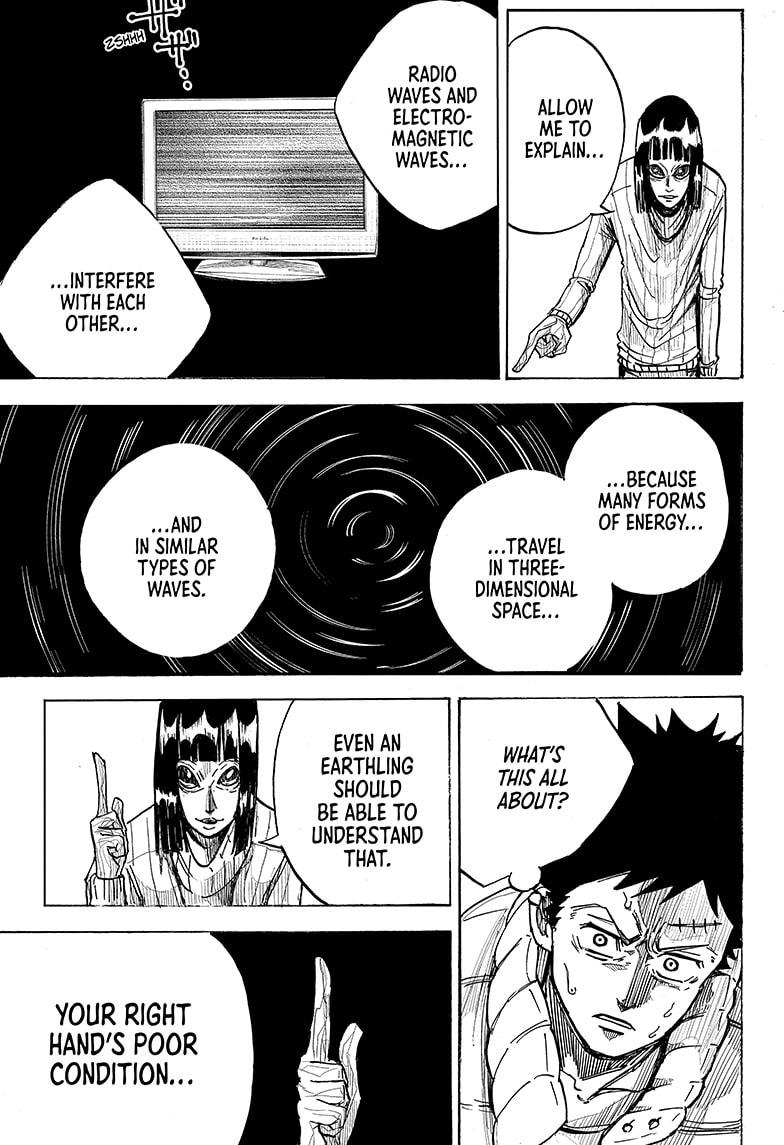 ALLOW
ME TO
EXPLAIN...
RADIO
WAVES AND
ELECTRO-
MAGNETIC
WAVES...
ザザ...
ZSHHH
...INTERFERE
WITH EACH
OTHER...
...BECAUSE
MANY FORMS
OF ENERGY...
...TRAVEL
IN THREE-
DIMENSIONAL
SPACE...
...AND
IN SIMILAR
TYPES OF
WAVES.
WHAT'S
THIS ALL
ABOUT?
EVEN AN
EARTHLING
SHOULD
BE ABLE TO
UNDERSTAND
THAT.
YOUR RIGHT
HAND'S POOR
CONDITION...